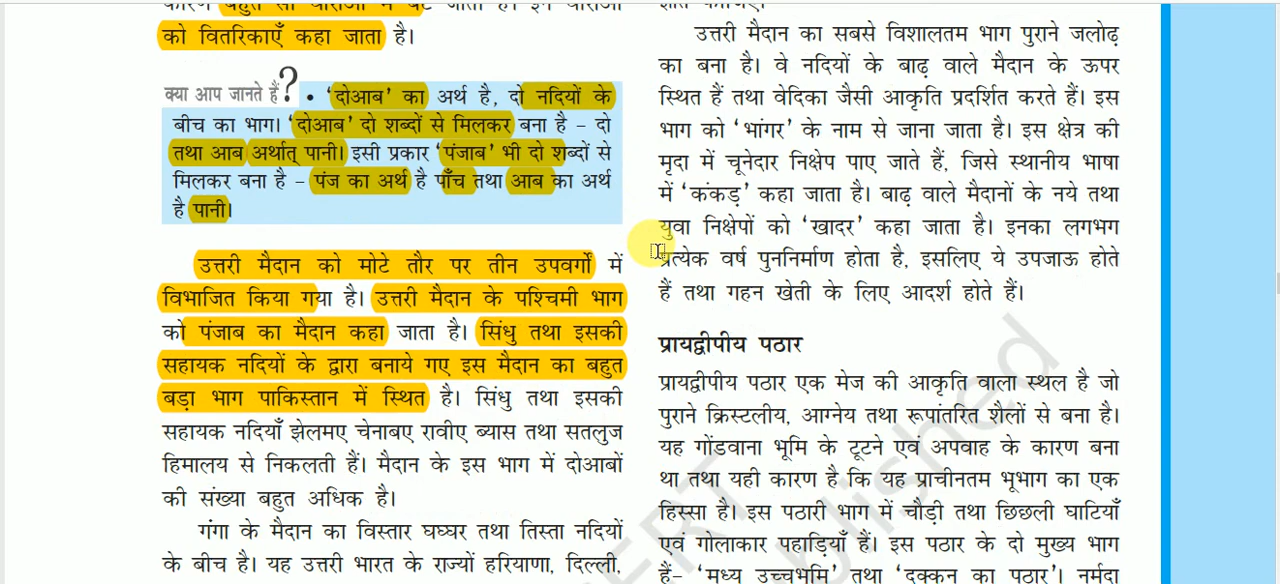 कारण बहुत सी धाराओं में बँट जाती है। इन धाराओं
को वितरिकाएँ कहा जाता है।
क्या आप जानते हैं? • ‘दोआब’ का अर्थ है, दो नदियों के
बीच का भाग। ‘दोआब’ दो शब्दों से मिलकर बना है – दो
तथा आब अर्थात् पानी। इसी प्रकार ‘पंजाब’ भी दो शब्दों से
मिलकर बना है – पंज का अर्थ है पाँच तथा आब का अर्थ
है पानी।
उत्तरी मैदान को मोटे तौर पर तीन उपवर्गों में
विभाजित किया गया है। उत्तरी मैदान के पश्चिमी भाग
को पंजाब का मैदान कहा जाता है। सिंधु तथा इसकी
सहायक नदियों के द्वारा बनाये गए इस मैदान का बहुत
बड़ा भाग पाकिस्तान में स्थित है। सिंधु तथा इसकी
सहायक नदियाँ झेलमए चेनाबए रावीए ब्यास तथा सतलुज
हिमालय से निकलती हैं। मैदान के इस भाग में दोआबों
की संख्या बहुत अधिक है।
गंगा के मैदान का विस्तार घघ्घर तथा तिस्ता नदियों
के बीच है। यह उत्तरी भारत के राज्यों हरियाणा, दिल्ली,
उत्तरी मैदान का सबसे विशालतम भाग पुराने जलोढ़
का बना है। वे नदियों के बाढ़ वाले मैदान के ऊपर
स्थित हैं तथा वेदिका जैसी आकृति प्रदर्शित करते हैं। इस
भाग को ‘भांगर’ के नाम से जाना जाता है। इस क्षेत्र की
मृदा में चूनेदार निक्षेप पाए जाते हैं, जिसे स्थानीय भाषा
में ‘कंकड़’ कहा जाता है। बाढ़ वाले मैदानों के नये तथा
युवा निक्षेपों को ‘खादर’ कहा जाता है। इनका लगभग
प्रत्येक वर्ष पुननिर्माण होता है, इसलिए ये उपजाऊ होते
हैं तथा गहन खेती के लिए आदर्श होते हैं।
प्रायद्वीपीय पठार
प्रायद्वीपीय पठार एक मेज की आकृति वाला स्थल है जो
पुराने क्रिस्टलीय, आग्नेय तथा रूपांतरित शैलों से बना है।
यह गोंडवाना भूमि के टूटने एवं अपवाह के कारण बना
था तथा यही कारण है कि यह प्राचीनतम भूभाग का एक
हिस्सा है। इस पठारी भाग में चौड़ी तथा छिछली घाटियाँ
एवं गोलाकार पहाड़ियाँ हैं। इस पठार के दो मुख्य भाग
हैं– ‘मध्य उच्चभूमि’ तथा ‘दक्कन का पठार’। नर्मदा